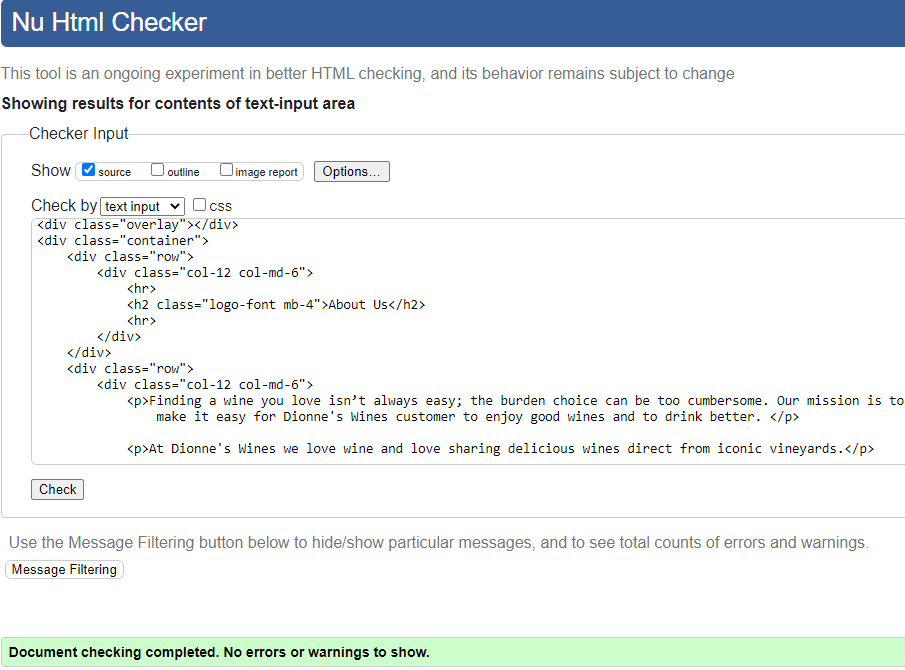 Nu Html Checker
This tool is an ongoing experiment in better HTML checking, and its behavior remains subject to change
Showing results for contents of text-input area
Checker Input
Show source outline image report Options...
Check by text input css
<div class="overlay"></div>
<div class="container">
<div class="row">
<div class="col-12 col-md-6">
<hr>
<h2 class="logo-font mb-4">About Us</h2>
<hr>
</div>
</div>
<div class="row">
<div class="col-12 col-md-6">
<p>Finding a wine you love isn’t always easy; the burden choice can be too cumbersome. Our mission is to
make it easy for Dionne's Wines customer to enjoy good wines and to drink better. </p>
<p>At Dionne's Wines we love wine and love sharing delicious wines direct from iconic vineyards.</p>
Check
Use the Message Filtering button below to hide/show particular messages, and to see total counts of errors and warnings.
Message Filtering
Document checking completed. No errors or warnings to show.